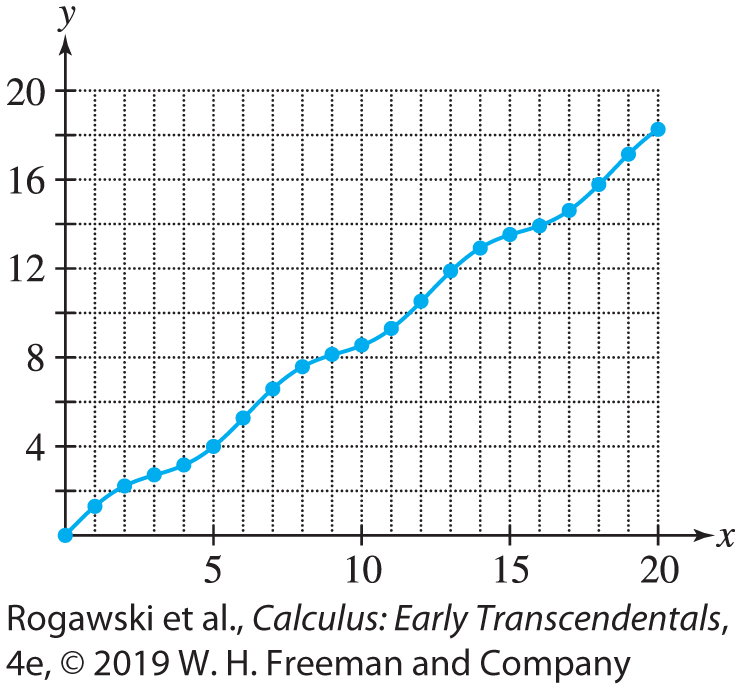 y
20
16
12
8
4
5 10 15 20 x
Rogawski et al., Calculus: Early Transcendentals,
4e, © 2019 W. H. Freeman and Company